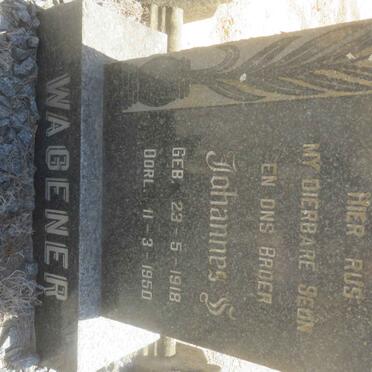 HIER RUS
MY DIERBARE SEUN
EN ONS BROER
Johannes S
GEB. 23-5-1918
OORL. 11-3-1950
WAGENER